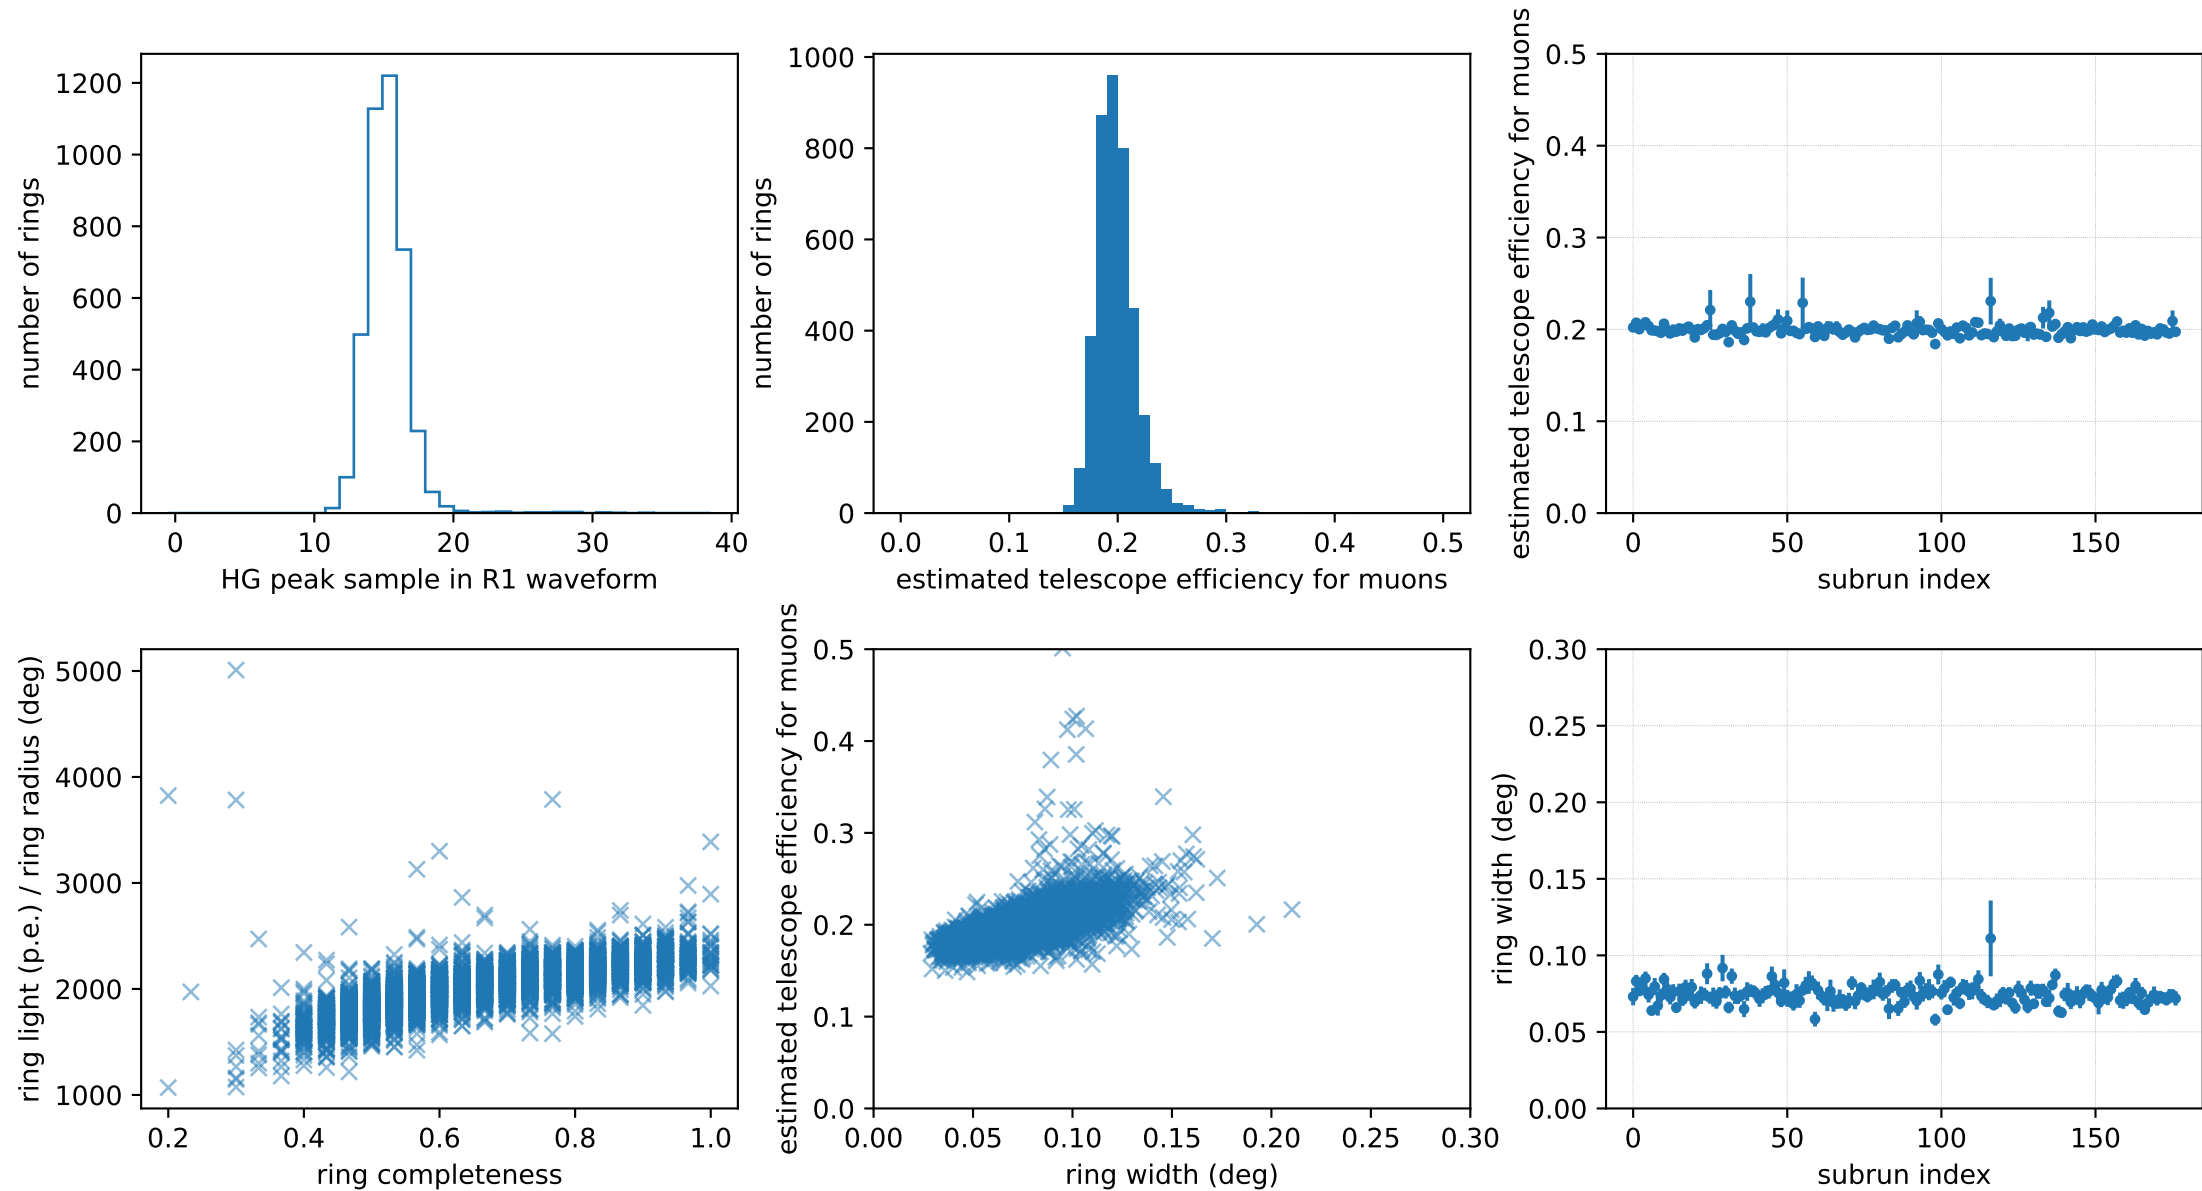 number of rings
1200
1000
800
600
400
200
0
0 10 20 30 40
HG peak sample in R1 waveform
number of rings
1000
800
600
400
200
0
0.0 0.1 0.2 0.3 0.4 0.5
estimated telescope efficiency for muons
estimated telescope efficiency for muons
0.5
0.4
0.3
0.2
0.1
0.0
0 50 100 150
subrun index
ring light (p.e.) / ring radius (deg)
5000
4000
3000
2000
1000
0.2 0.4 0.6 0.8 1.0
ring completeness
estimated telescope efficiency for muons
0.5
0.4
0.3
0.2
0.1
0.0
0.00 0.05 0.10 0.15 0.20 0.25 0.30
ring width (deg)
ring width (deg)
0.30
0.25
0.20
0.15
0.10
0.05
0.00
0 50 100 150
subrun index